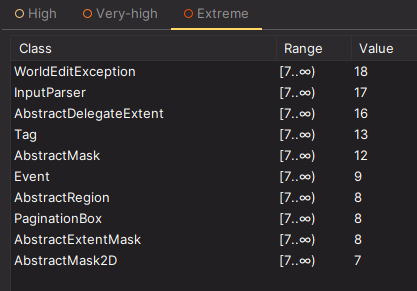 High Very-high Extreme
Class Range Value
WorldEditException [7..∞) 18
InputParser [7..∞) 17
AbstractDelegateExtent [7..∞) 16
Tag [7..∞) 13
AbstractMask [7..∞) 12
Event [7..∞) 9
AbstractRegion [7..∞) 8
PaginationBox [7..∞) 8
AbstractExtentMask [7..∞) 8
AbstractMask2D [7..∞) 7